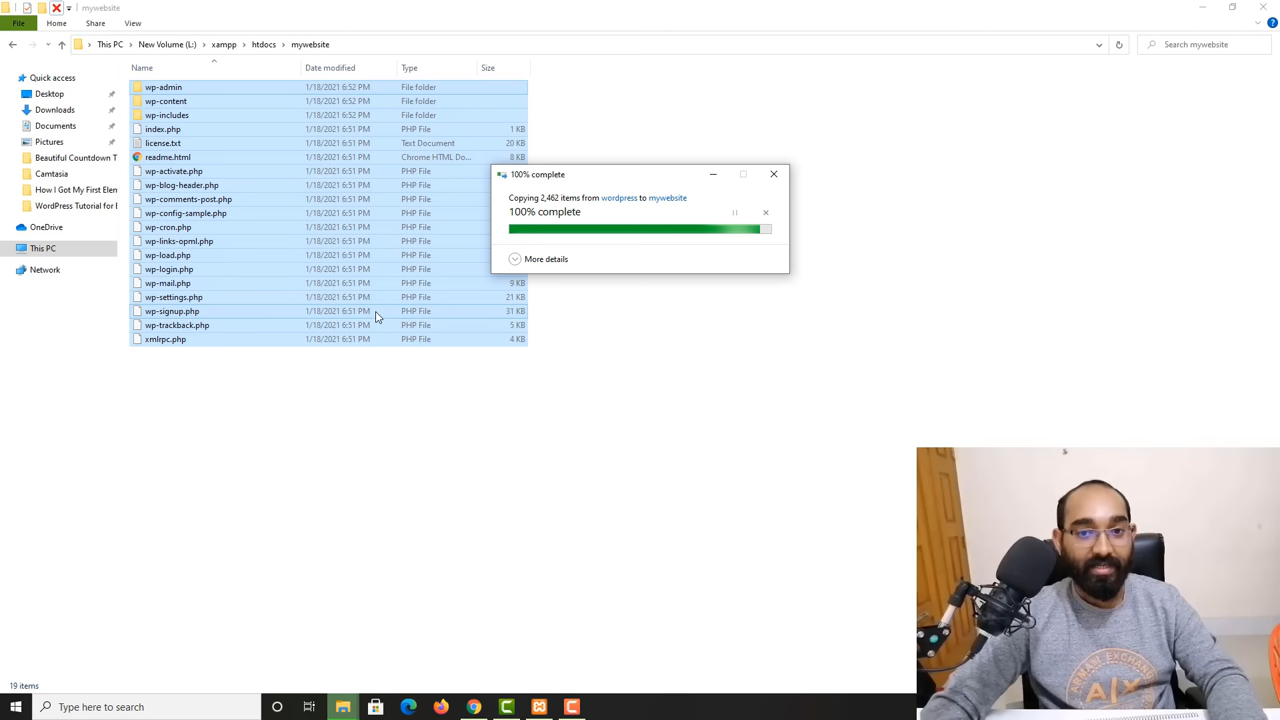 mywebsite
File Home Share View
This PC New Volume (L:) xampp htdocs mywebsite Search mywebsite
Name Date modified Type Size
Quick access
Desktop
Downloads
Documents
Pictures
Beautiful Countdown T
Camtasia
How I Got My First Elen
WordPress Tutorial for E
OneDrive
This PC
Network
wp-admin 1/18/2021 6:52 PM File folder
wp-content 1/18/2021 6:52 PM File folder
wp-includes 1/18/2021 6:52 PM File folder
index.php 1/18/2021 6:51 PM PHP File 1 KB
license.txt 1/18/2021 6:51 PM Text Document 20 KB
readme.html 1/18/2021 6:51 PM Chrome HTML Do... 8 KB
wp-activate.php 1/18/2021 6:51 PM PHP File
wp-blog-header.php 1/18/2021 6:51 PM PHP File
wp-comments-post.php 1/18/2021 6:51 PM PHP File
wp-config-sample.php 1/18/2021 6:51 PM PHP File
wp-cron.php 1/18/2021 6:51 PM PHP File
wp-links-opml.php 1/18/2021 6:51 PM PHP File
wp-load.php 1/18/2021 6:51 PM PHP File
wp-login.php 1/18/2021 6:51 PM PHP File
wp-mail.php 1/18/2021 6:51 PM PHP File 9 KB
wp-settings.php 1/18/2021 6:51 PM PHP File 21 KB
wp-signup.php 1/18/2021 6:51 PM PHP File 31 KB
wp-trackback.php 1/18/2021 6:51 PM PHP File 5 KB
xmlrpc.php 1/18/2021 6:51 PM PHP File 4 KB
100% complete
Copying 2,462 items from wordpress to mywebsite
100% complete
More details
ARMANI EXCHANGE
A|X
19 items
Type here to search